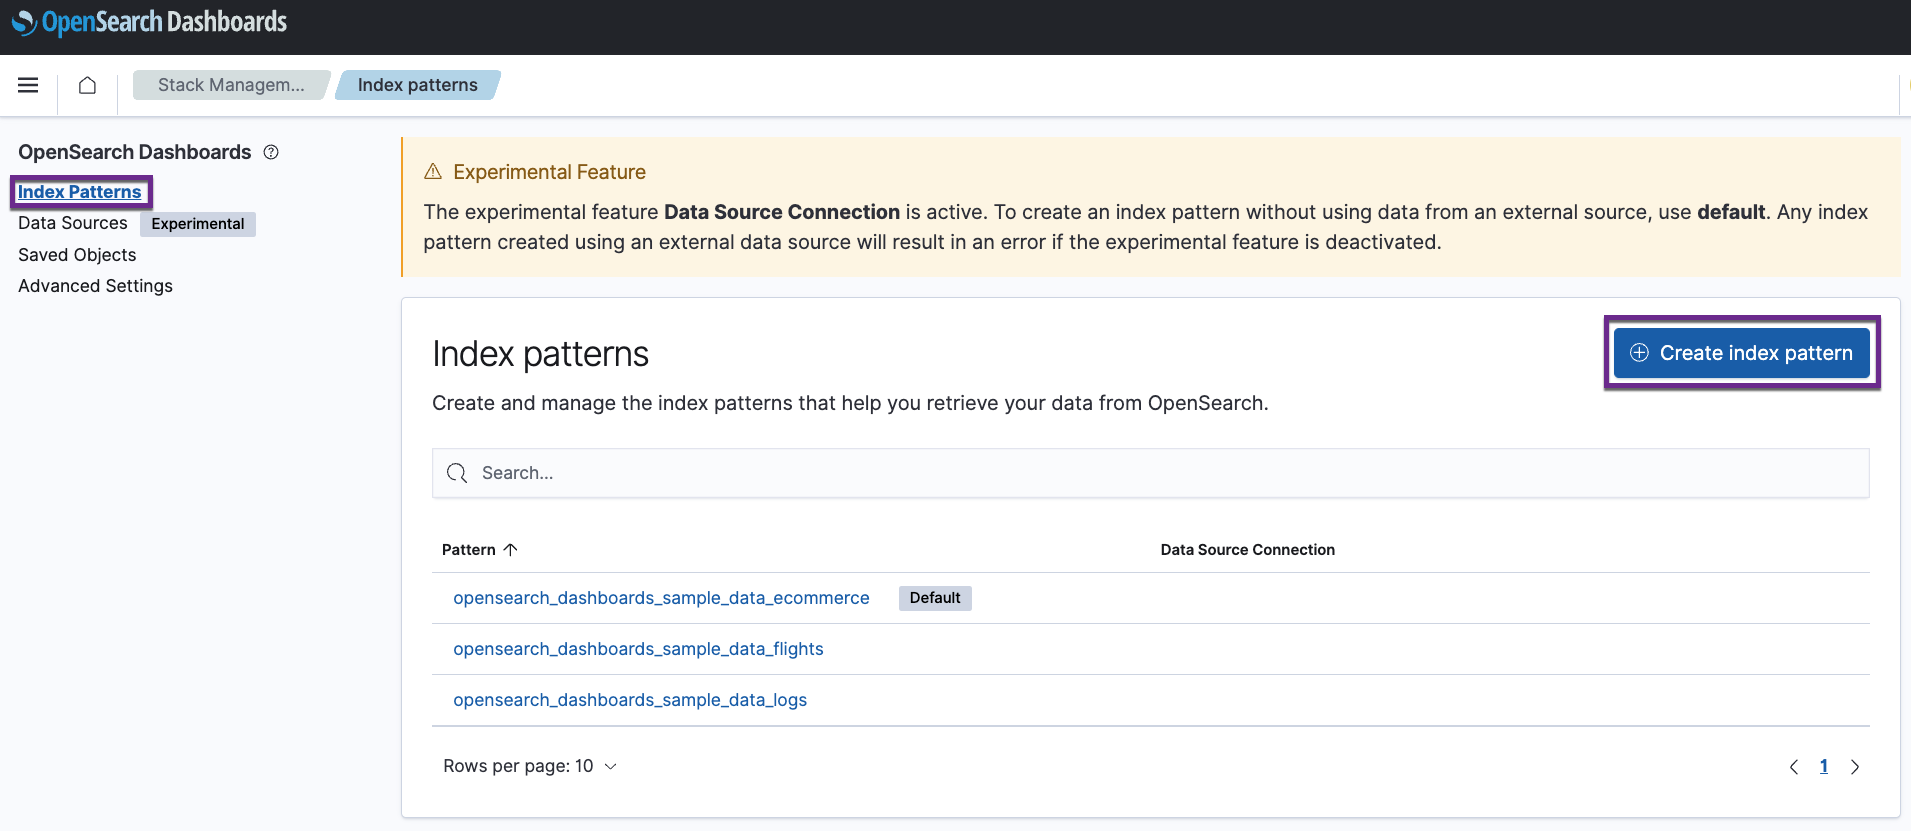 OpenSearch Dashboards
Stack Managem...
Index patterns
OpenSearch Dashboards
Index Patterns
Data Sources Experimental
Saved Objects
Advanced Settings
Experimental Feature
The experimental feature Data Source Connection is active. To create an index pattern without using data from an external source, use default. Any index
pattern created using an external data source will result in an error if the experimental feature is deactivated.
Index patterns
Create index pattern
Create and manage the index patterns that help you retrieve your data from OpenSearch.
Search...
Pattern Data Source Connection
opensearch_dashboards_sample_data_ecommerce Default
opensearch_dashboards_sample_data_flights
opensearch_dashboards_sample_data_logs
Rows per page: 10
1